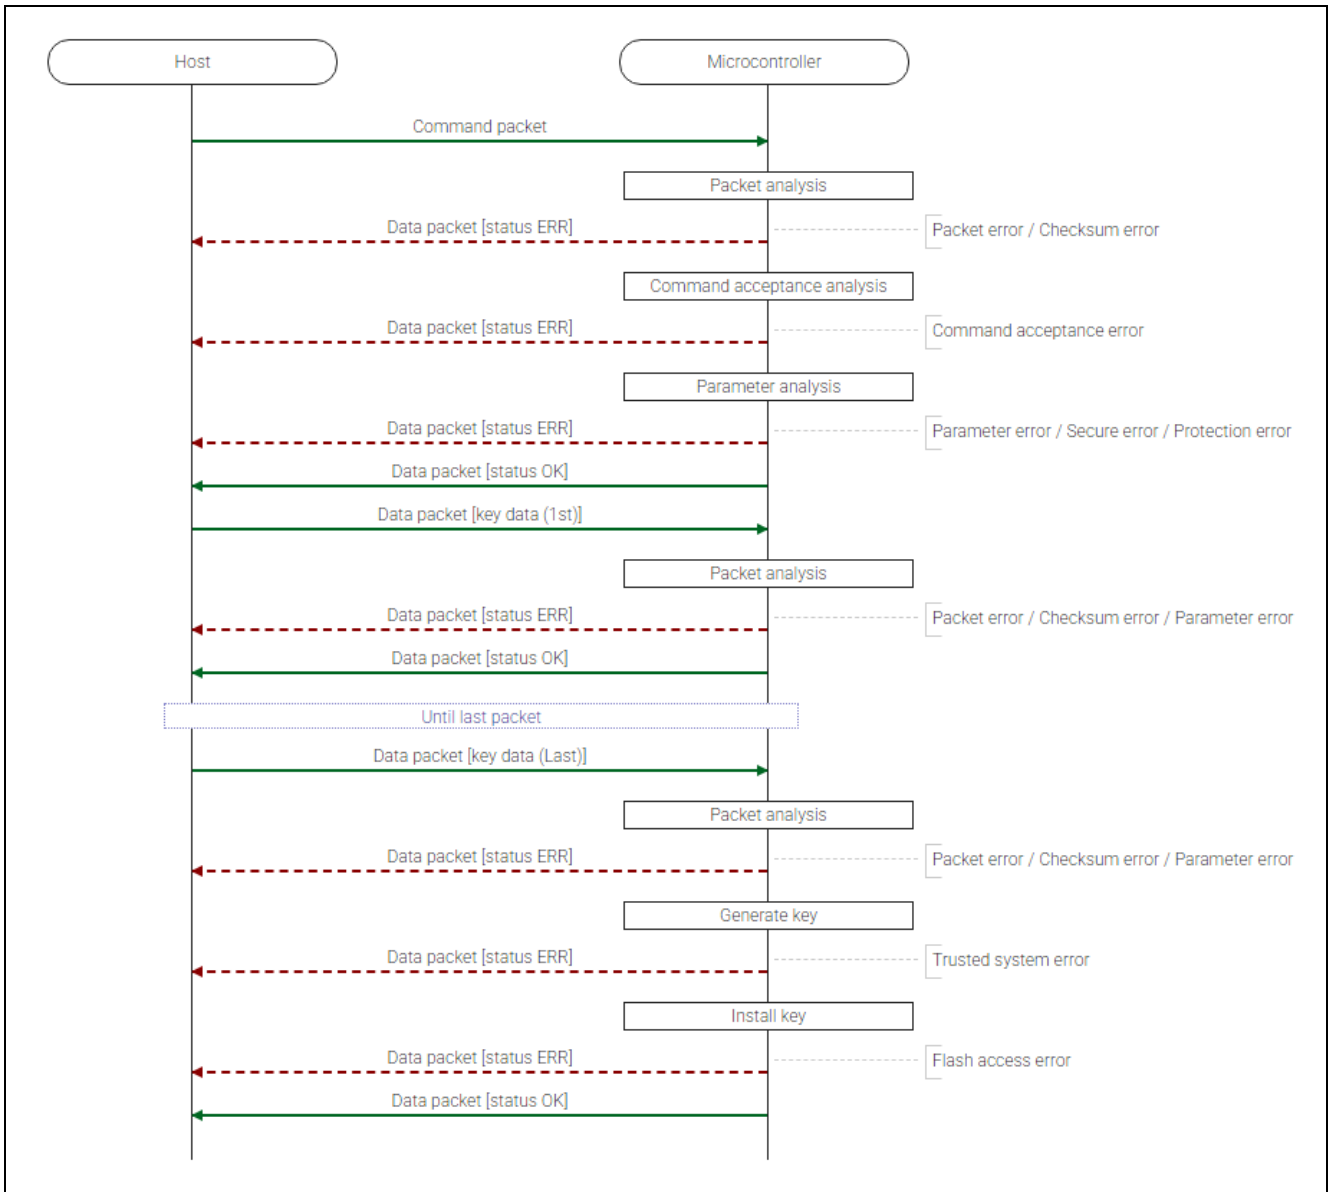 Host
Microcontroller
Command packet
Packet analysis
Data packet [status ERR]
Packet error / Checksum error
Command acceptance analysis
Data packet [status ERR]
Command acceptance error
Parameter analysis
Data packet [status ERR]
Parameter error / Secure error / Protection error
Data packet [status OK]
Data packet [key data (1st)]
Packet analysis
Data packet [status ERR]
Packet error / Checksum error / Parameter error
Data packet [status OK]
Until last packet
Data packet [key data (Last)]
Packet analysis
Data packet [status ERR]
Packet error / Checksum error / Parameter error
Generate key
Data packet [status ERR]
Trusted system error
Install key
Data packet [status ERR]
Flash access error
Data packet [status OK]